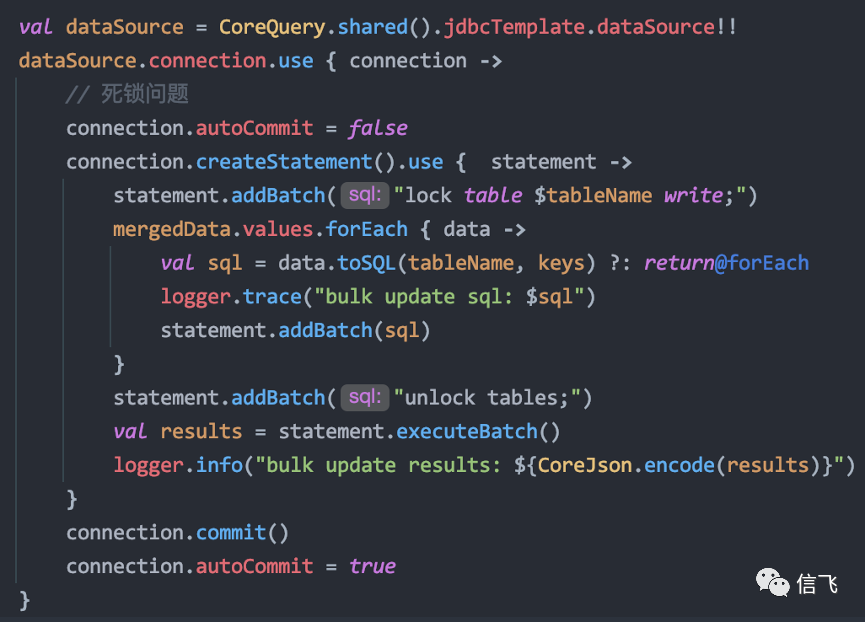 val dataSource = CoreQuery.shared().jdbcTemplate.dataSource!!
dataSource.connection.use { connection ->
    // 死锁问题
    connection.autoCommit = false
    connection.createStatement().use {  statement ->
        statement.addBatch( sql: "lock table $tableName write;")
        mergedData.values.forEach { data ->
            val sql = data.toSQL(tableName, keys) ?: return@forEach
            logger.trace("bulk update sql: $sql")
            statement.addBatch(sql)
        }
        statement.addBatch( sql: "unlock tables;")
        val results = statement.executeBatch()
        logger.info("bulk update results: ${CoreJson.encode(results)}")
    }
    connection.commit()
    connection.autoCommit = true
}
信飞